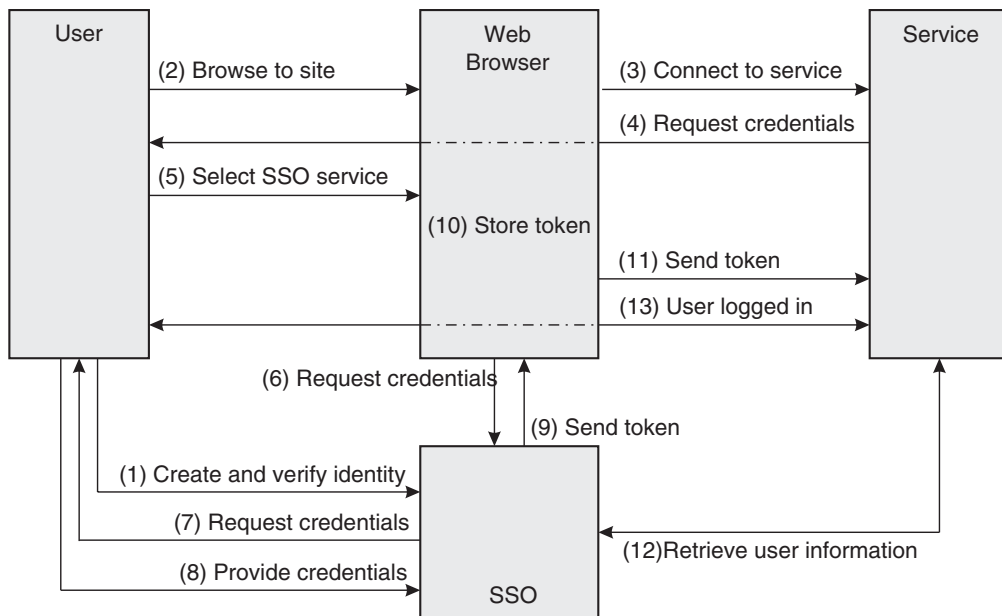 User
Web
Browser
Service
(2) Browse to site
(3) Connect to service
(4) Request credentials
(5) Select SSO service
(10) Store token
(11) Send token
(13) User logged in
(6) Request credentials
(9) Send token
(1) Create and verify identity
(7) Request credentials
(12)Retrieve user information
(8) Provide credentials
SSO